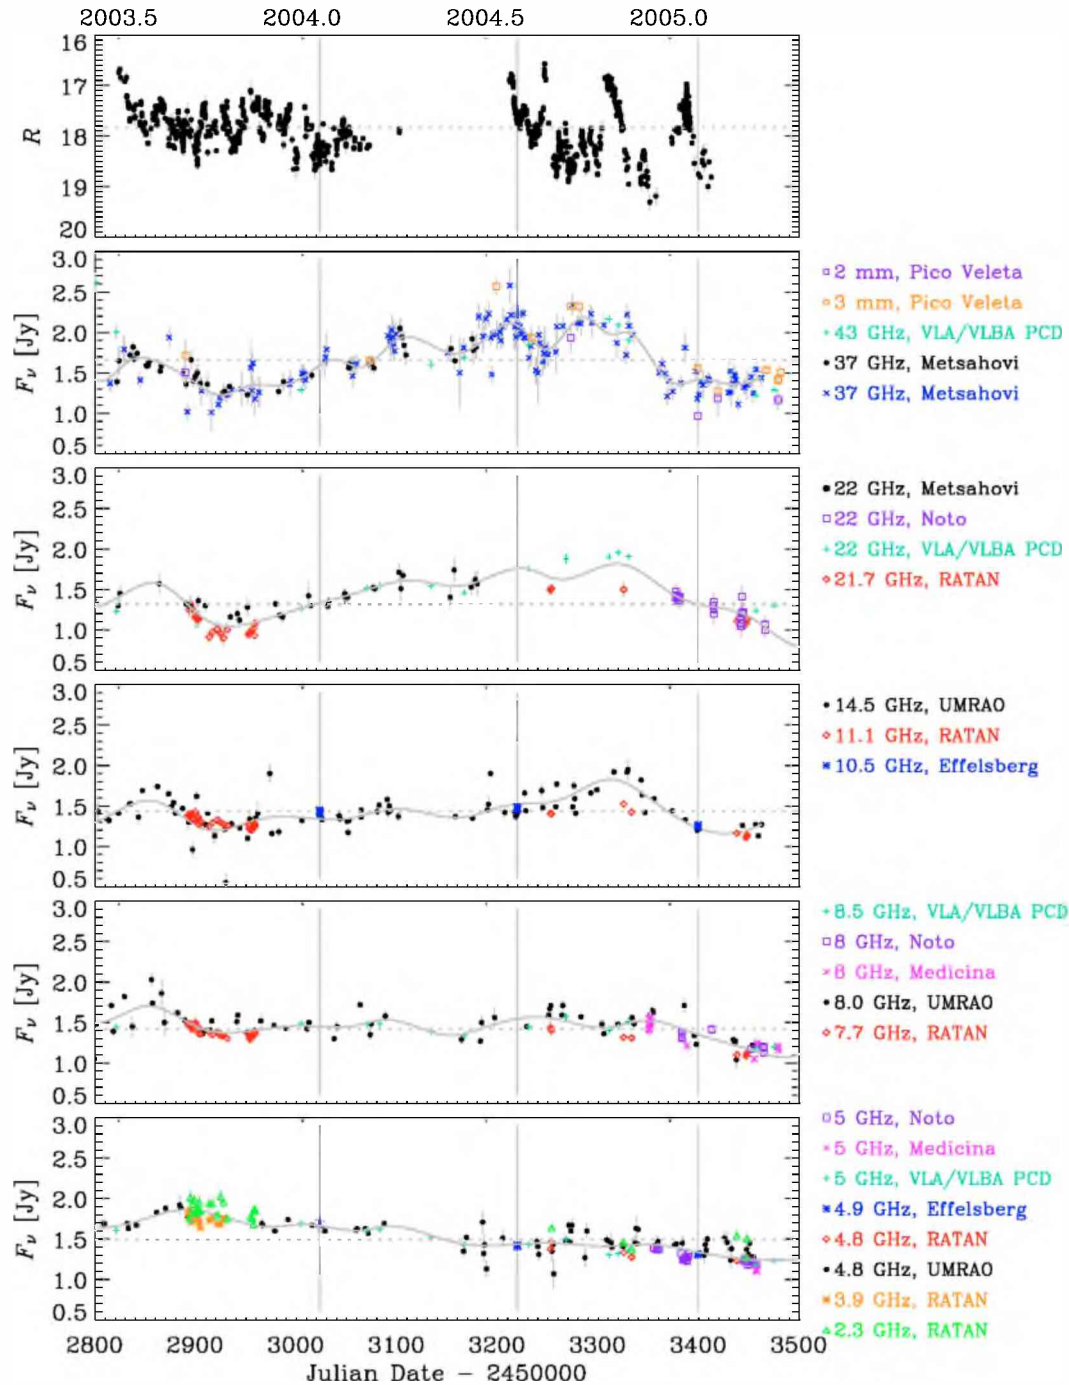 2003.5 2004.0 2004.5 2005.0
16
17
R 18
19
20
3.0
2.5
2.0
Fν [Jy]
1.5
1.0
0.5
▫ 2 mm, Pico Veleta
▫ 3 mm, Pico Veleta
+ 43 GHz, VLA/VLBA PCD
• 37 GHz, Metsahovi
× 37 GHz, Metsahovi
3.0
2.5
2.0
Fν [Jy]
1.5
1.0
0.5
• 22 GHz, Metsahovi
▫ 22 GHz, Noto
+ 22 GHz, VLA/VLBA PCD
⋄ 21.7 GHz, RATAN
3.0
2.5
2.0
Fν [Jy]
1.5
1.0
0.5
• 14.5 GHz, UMRAO
⋄ 11.1 GHz, RATAN
* 10.5 GHz, Effelsberg
3.0
2.5
2.0
Fν [Jy]
1.5
1.0
0.5
+ 8.5 GHz, VLA/VLBA PCD
▫ 8 GHz, Noto
× 8 GHz, Medicina
• 8.0 GHz, UMRAO
⋄ 7.7 GHz, RATAN
3.0
2.5
2.0
Fν [Jy]
1.5
1.0
0.5
▫ 5 GHz, Noto
× 5 GHz, Medicina
+ 5 GHz, VLA/VLBA PCD
* 4.9 GHz, Effelsberg
⋄ 4.8 GHz, RATAN
• 4.8 GHz, UMRAO
* 3.9 GHz, RATAN
▵ 2.3 GHz, RATAN
2800 2900 3000 3100 3200 3300 3400 3500
Julian Date − 2450000